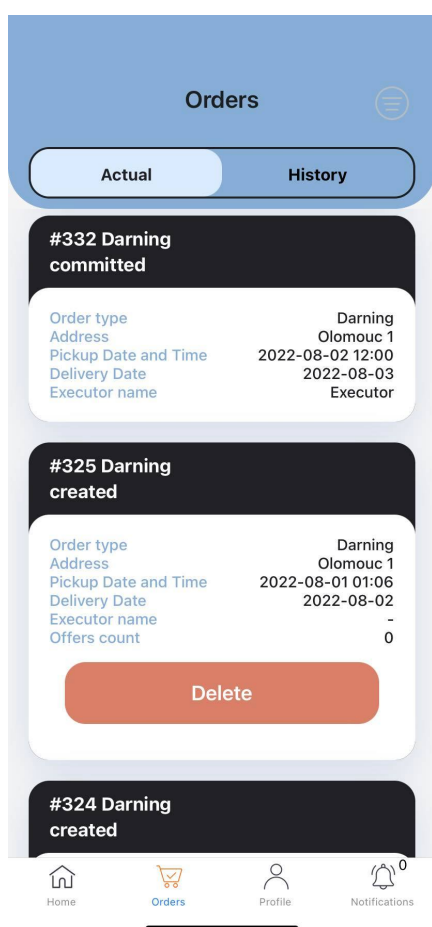 Orders
Actual History
#332 Darning
committed
Order type Darning
Address Olomouc 1
Pickup Date and Time 2022-08-02 12:00
Delivery Date 2022-08-03
Executor name Executor
#325 Darning
created
Order type Darning
Address Olomouc 1
Pickup Date and Time 2022-08-01 01:06
Delivery Date 2022-08-02
Executor name -
Offers count 0
Delete
#324 Darning
created
0
Home Orders Profile Notifications